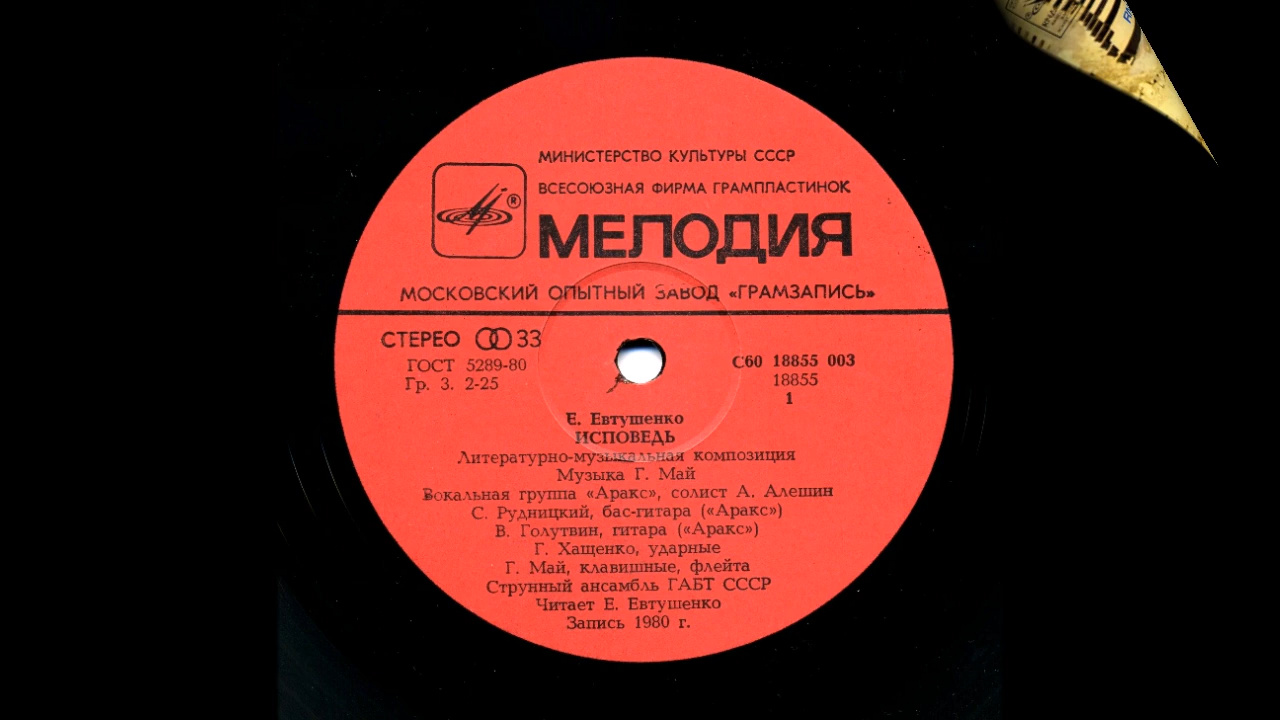 МИНИСТЕРСТВО КУЛЬТУРЫ СССР
ВСЕСОЮЗНАЯ ФИРМА ГРАМПЛАСТИНОК
®
МЕЛОДИЯ
МОСКОВСКИЙ ОПЫТНЫЙ ЗАВОД «ГРАМЗАПИСЬ»
СТЕРЕО 33
ГОСТ 5289-80
Гр. 3. 2-25
С60 18855 003
18855
1
Е. Евтушенко
ИСПОВЕДЬ
Литературно-музыкальная композиция
Музыка Г. Май
Вокальная группа «Аракс», солист А. Алешин
С. Рудницкий, бас-гитара («Аракс»)
В. Голутвин, гитара («Аракс»)
Г. Хащенко, ударные
Г. Май, клавишные, флейта
Струнный ансамбль ГАБТ СССР
Читает Е. Евтушенко
Запись 1980 г.